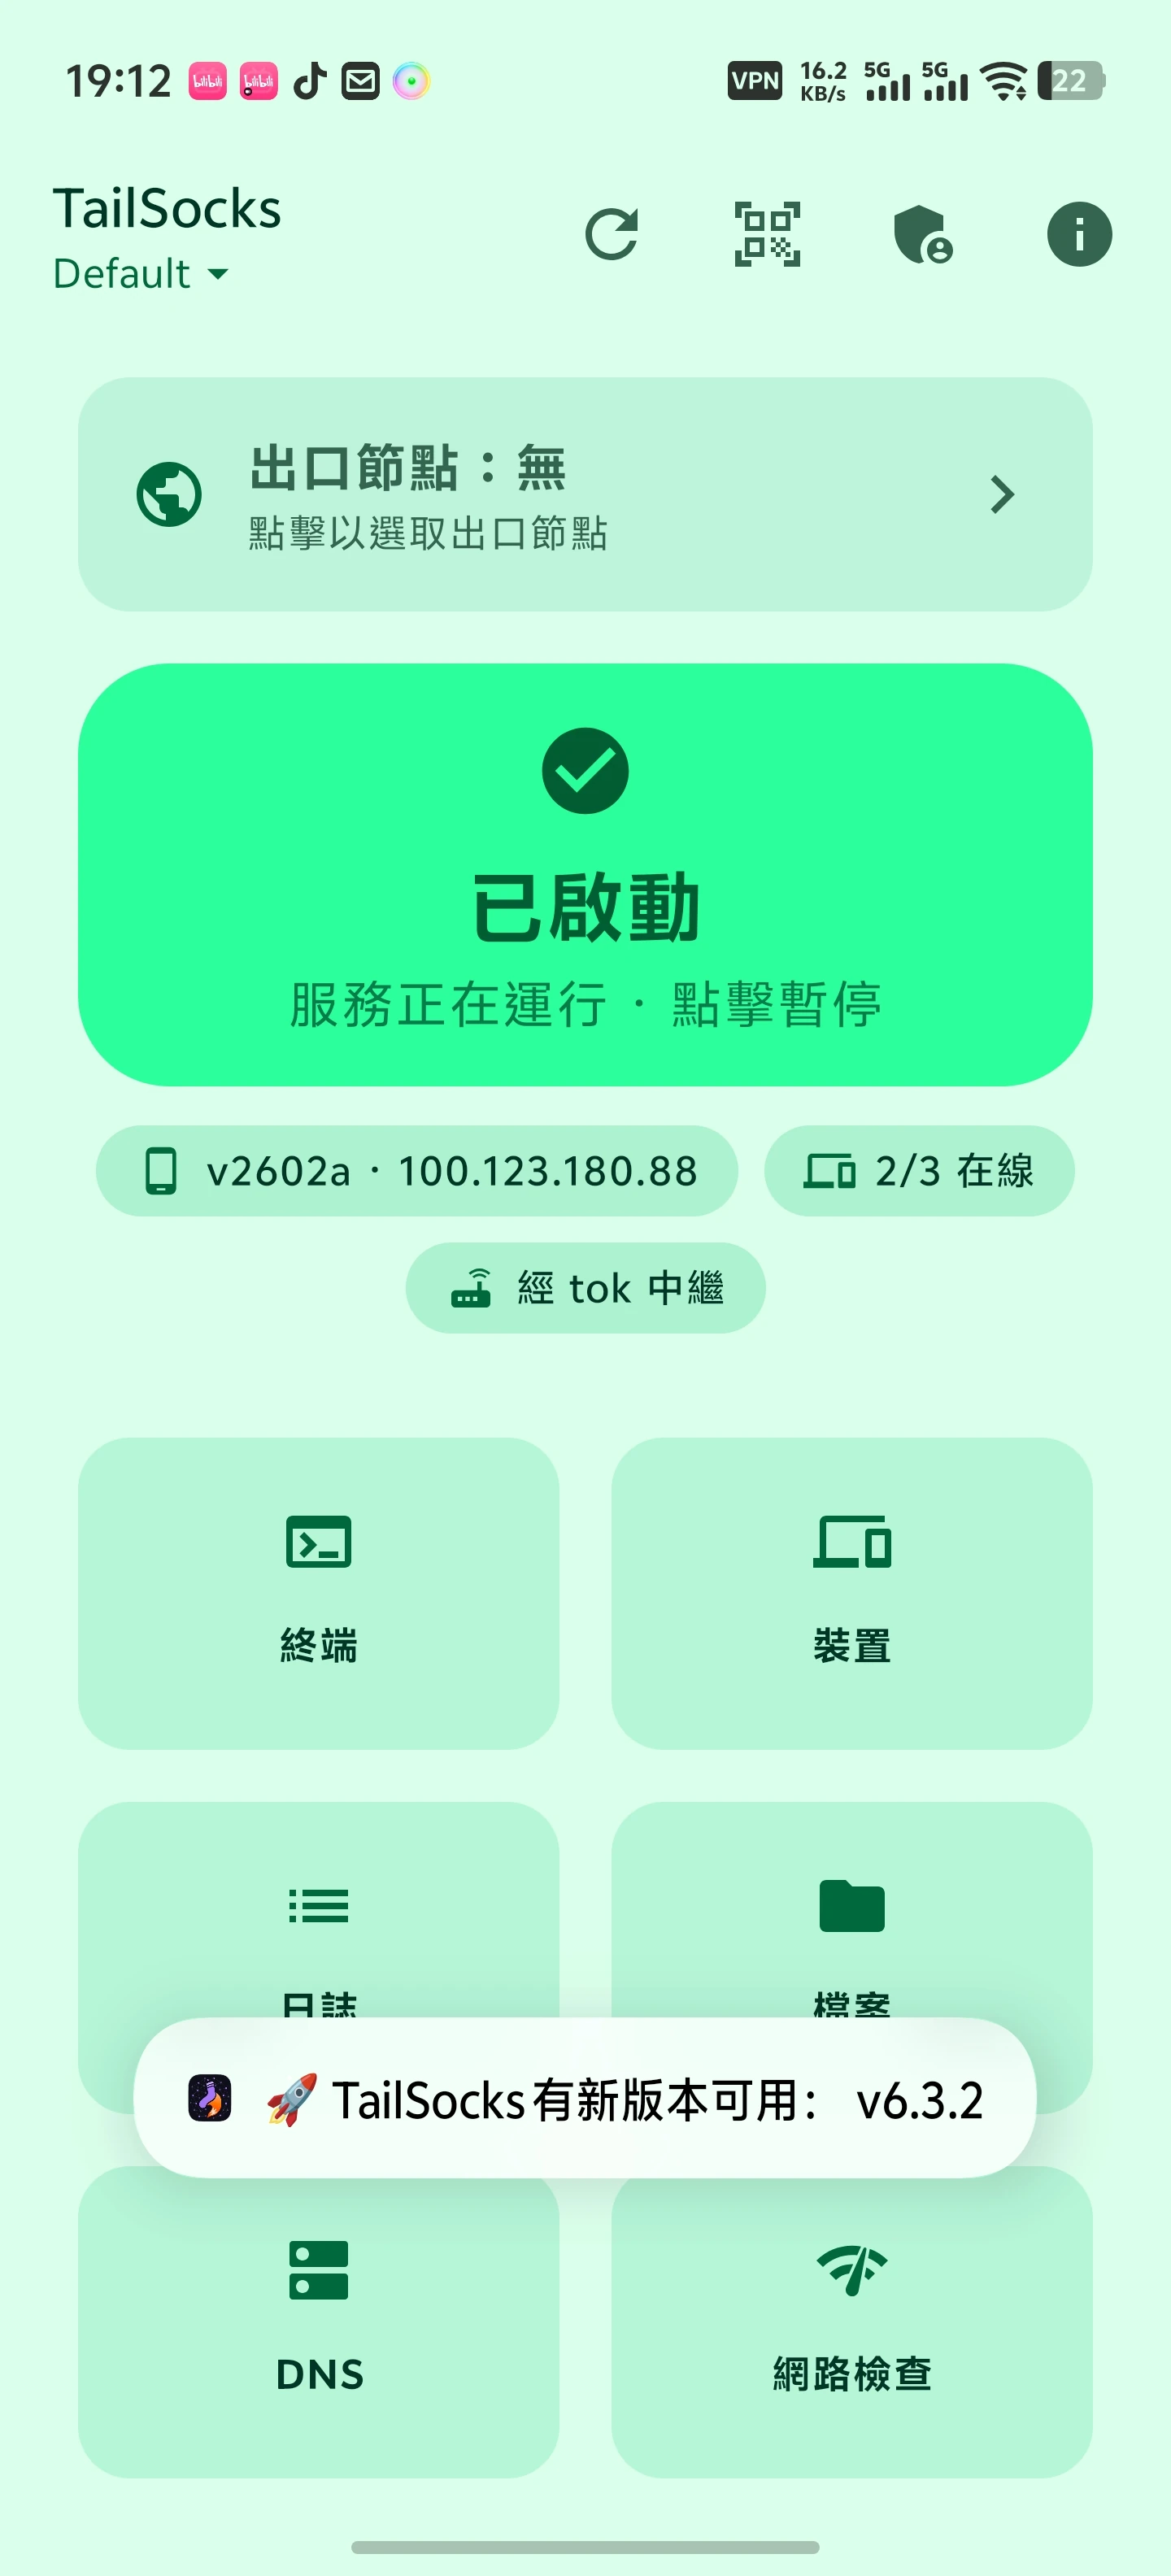 19:12
VPN 16.2 KB/s 5G 5G 22
TailSocks
Default
出口節點：無
點擊以選取出口節點
已啟動
服務正在運行 · 點擊暫停
v2602a · 100.123.180.88
2/3 在線
經 tok 中繼
終端
裝置
日誌
檔案
🚀 TailSocks有新版本可用： v6.3.2
DNS
網路檢查